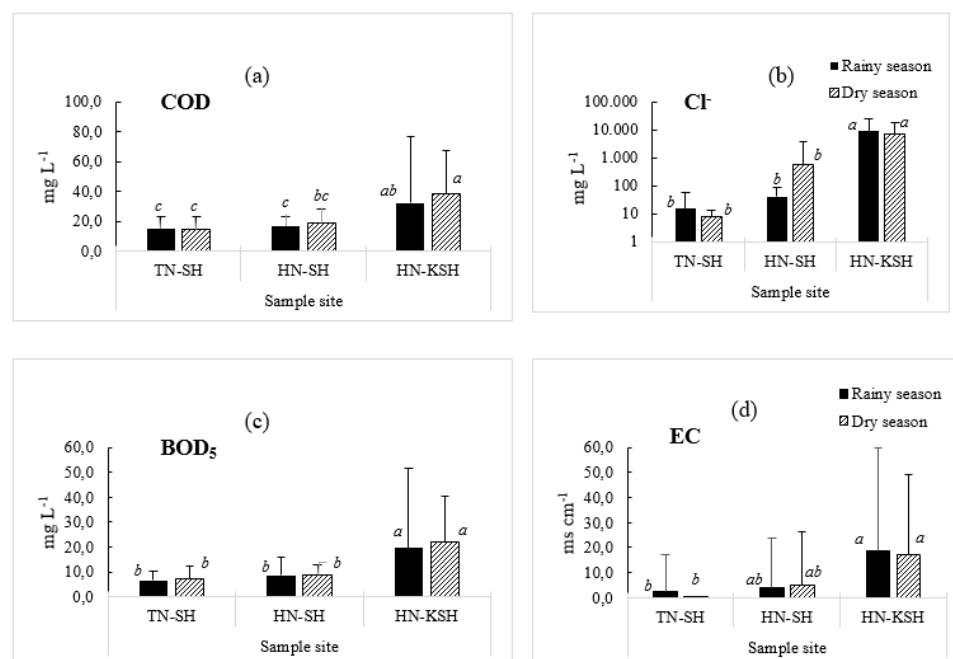 (a)
COD
100,0
80,0
60,0
40,0
20,0
0,0
mg L⁻¹
c c c bc ab a
TN-SH HN-SH HN-KSH
Sample site
(b)
Cl⁻
Rainy season
Dry season
100.000
10.000
1.000
100
10
1
mg L⁻¹
b b b b a a
TN-SH HN-SH HN-KSH
Sample site
(c)
BOD₅
60,0
50,0
40,0
30,0
20,0
10,0
0,0
mg L⁻¹
b b b b a a
TN-SH HN-SH HN-KSH
Sample site
(d)
EC
Rainy season
Dry season
60,0
50,0
40,0
30,0
20,0
10,0
0,0
ms cm⁻¹
b b ab ab a a
TN-SH HN-SH HN-KSH
Sample site